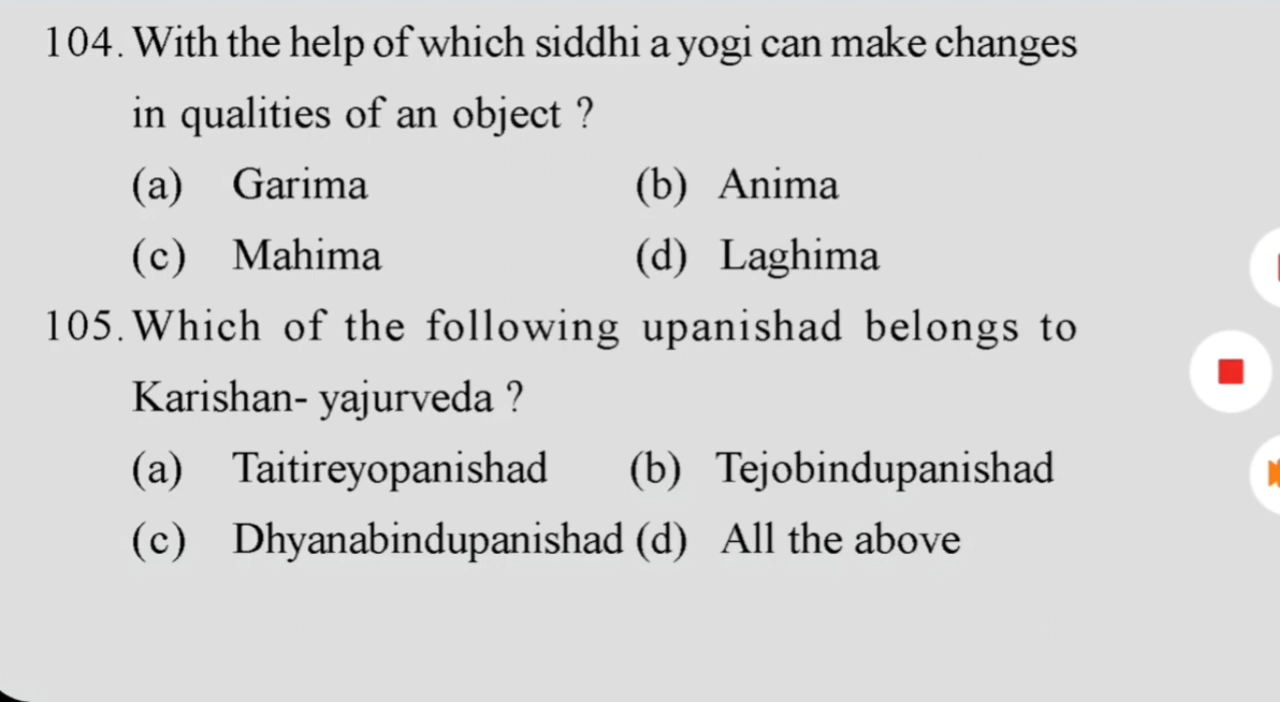 104. With the help of which siddhi a yogi can make changes
in qualities of an object ?
(a) Garima (b) Anima
(c) Mahima (d) Laghima
105. Which of the following upanishad belongs to
Karishan- yajurveda ?
(a) Taitireyopanishad (b) Tejobindupanishad
(c) Dhyanabindupanishad (d) All the above